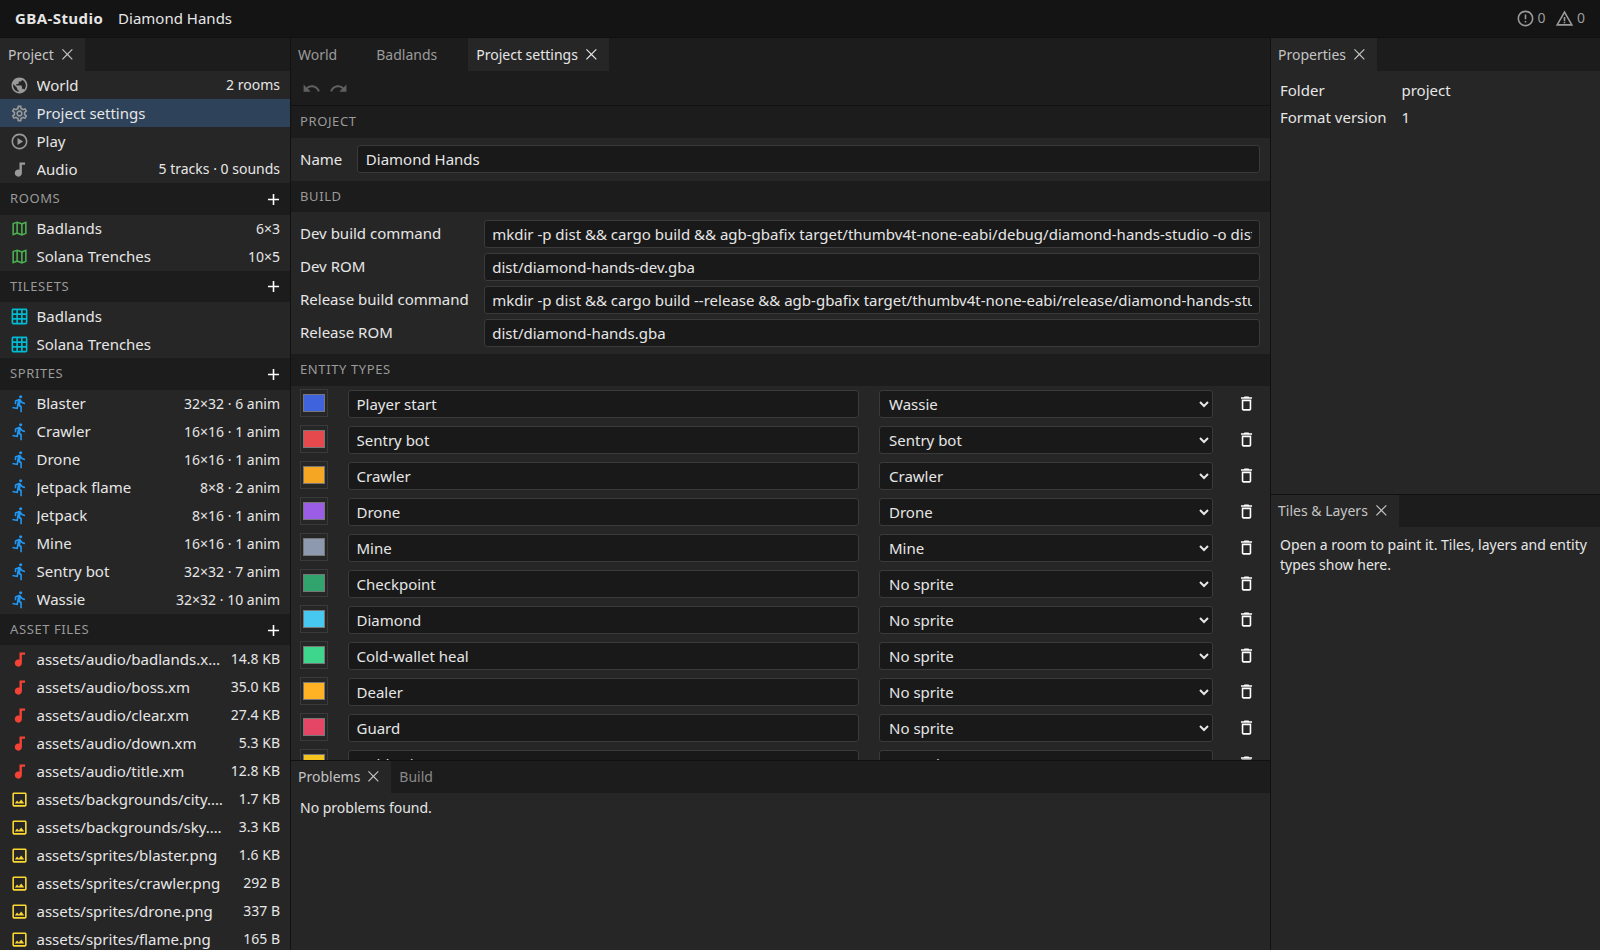 GBA-Studio Diamond Hands 0 0
Project
World 2 rooms
Project settings
Play
Audio 5 tracks · 0 sounds
ROOMS
Badlands 6×3
Solana Trenches 10×5
TILESETS
Badlands
Solana Trenches
SPRITES
Blaster 32×32 · 6 anim
Crawler 16×16 · 1 anim
Drone 16×16 · 1 anim
Jetpack flame 8×8 · 2 anim
Jetpack 8×16 · 1 anim
Mine 16×16 · 1 anim
Sentry bot 32×32 · 7 anim
Wassie 32×32 · 10 anim
ASSET FILES
assets/audio/badlands.x... 14.8 KB
assets/audio/boss.xm 35.0 KB
assets/audio/clear.xm 27.4 KB
assets/audio/down.xm 5.3 KB
assets/audio/title.xm 12.8 KB
assets/backgrounds/city.... 1.7 KB
assets/backgrounds/sky.... 3.3 KB
assets/sprites/blaster.png 1.6 KB
assets/sprites/crawler.png 292 B
assets/sprites/drone.png 337 B
assets/sprites/flame.png 165 B
World Badlands Project settings
PROJECT
Name Diamond Hands
BUILD
Dev build command mkdir -p dist && cargo build && agb-gbafix target/thumbv4t-none-eabi/debug/diamond-hands-studio -o dis
Dev ROM dist/diamond-hands-dev.gba
Release build command mkdir -p dist && cargo build --release && agb-gbafix target/thumbv4t-none-eabi/release/diamond-hands-stu
Release ROM dist/diamond-hands.gba
ENTITY TYPES
Player start Wassie
Sentry bot Sentry bot
Crawler Crawler
Drone Drone
Mine Mine
Checkpoint No sprite
Diamond No sprite
Cold-wallet heal No sprite
Dealer No sprite
Guard No sprite
Problems Build
No problems found.
Properties
Folder project
Format version 1
Tiles & Layers
Open a room to paint it. Tiles, layers and entity
types show here.